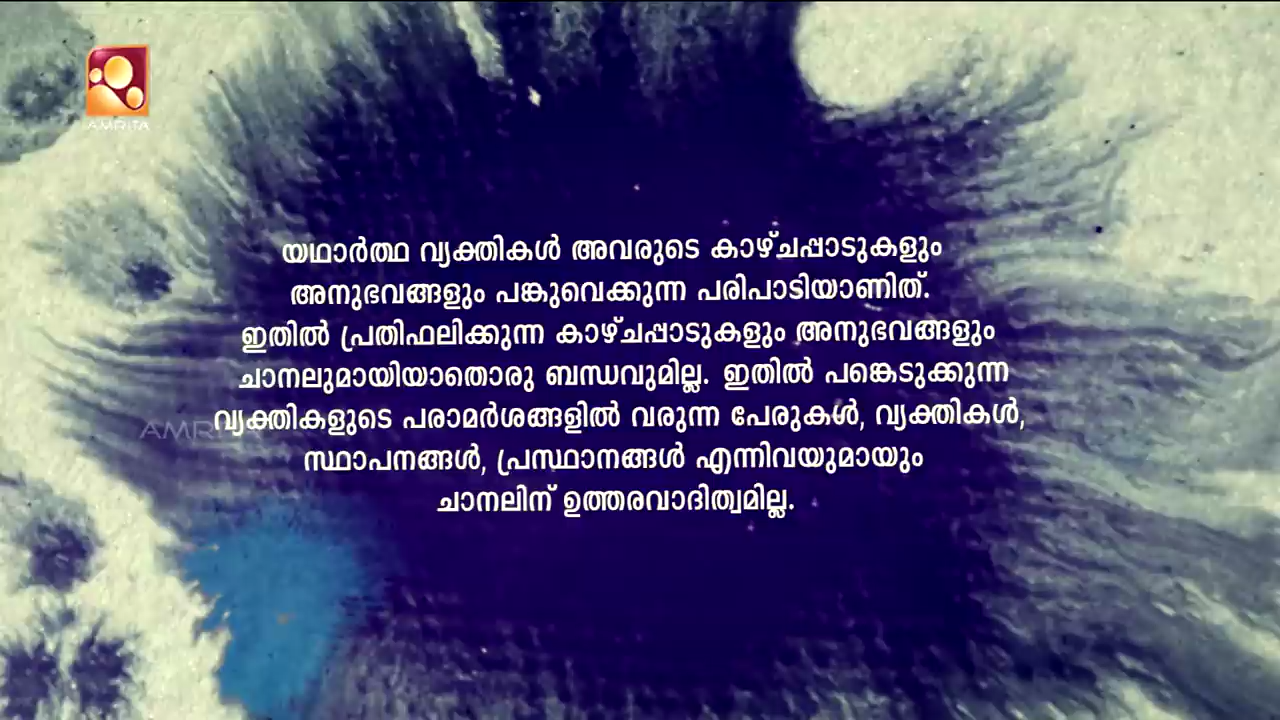 AMRITA
യഥാർത്ഥ വ്യക്തികൾ അവരുടെ കാഴ്ചപ്പാടുകളും
അനുഭവങ്ങളും പങ്കുവെക്കുന്ന പരിപാടിയാണിത്.
ഇതിൽ പ്രതിഫലിക്കുന്ന കാഴ്ചപ്പാടുകളും അനുഭവങ്ങളും
ചാനലുമായിയാതൊരു ബന്ധവുമില്ല. ഇതിൽ പങ്കെടുക്കുന്ന
വ്യക്തികളുടെ പരാമർശങ്ങളിൽ വരുന്ന പേരുകൾ, വ്യക്തികൾ,
സ്ഥാപനങ്ങൾ, പ്രസ്ഥാനങ്ങൾ എന്നിവയുമായും
ചാനലിന് ഉത്തരവാദിത്വമില്ല.
AMRITA